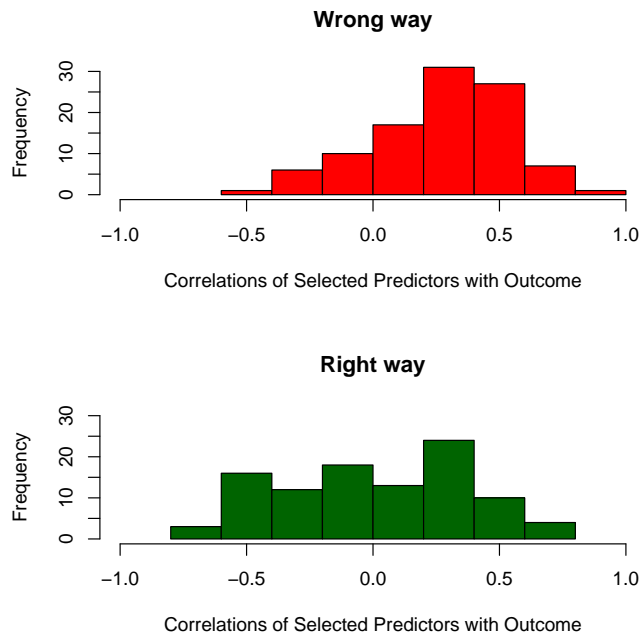 Wrong way
Frequency
30
20
10
0
−1.0 −0.5 0.0 0.5 1.0
Correlations of Selected Predictors with Outcome
Right way
Frequency
30
20
10
0
−1.0 −0.5 0.0 0.5 1.0
Correlations of Selected Predictors with Outcome